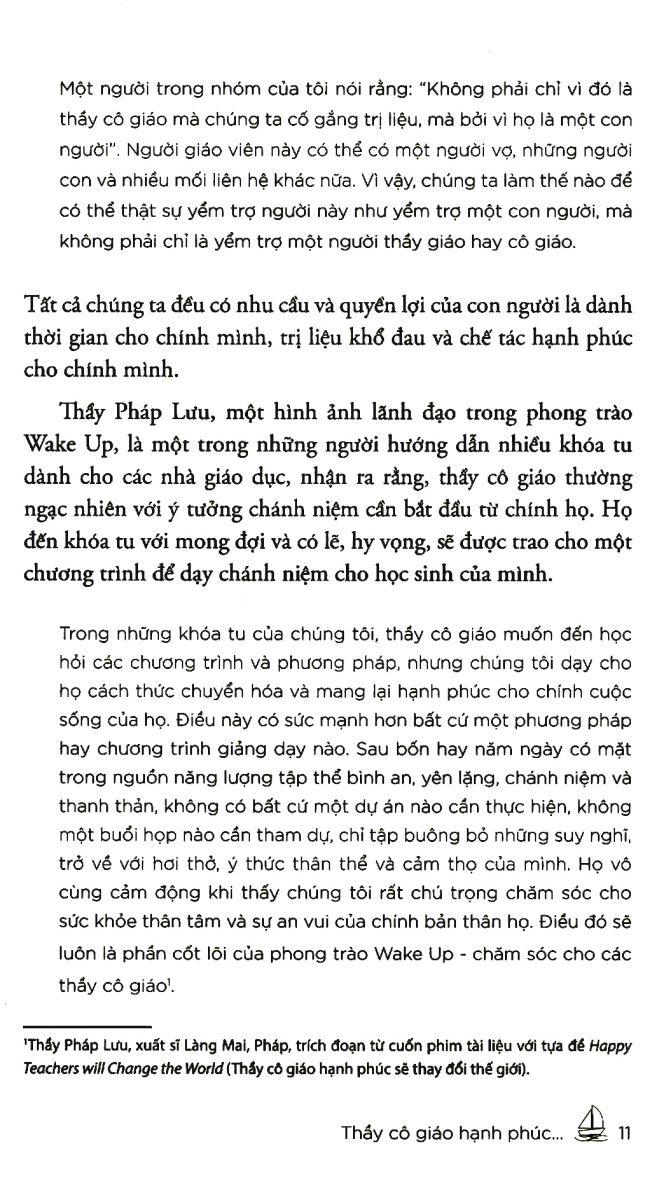 Một người trong nhóm của tôi nói rằng: “Không phải chỉ vì đó là
thầy cô giáo mà chúng ta cố gắng trị liệu, mà bởi vì họ là một con
người”. Người giáo viên này có thể có một người vợ, những người
con và nhiều mối liên hệ khác nữa. Vì vậy, chúng ta làm thế nào để
có thể thật sự yểm trợ người này như yểm trợ một con người, mà
không phải chỉ là yểm trợ một người thầy giáo hay cô giáo.
Tất cả chúng ta đều có nhu cầu và quyền lợi của con người là dành
thời gian cho chính mình, trị liệu khổ đau và chế tác hạnh phúc
cho chính mình.
Thầy Pháp Lưu, một hình ảnh lãnh đạo trong phong trào
Wake Up, là một trong những người hướng dẫn nhiều khóa tu
dành cho các nhà giáo dục, nhận ra rằng, thầy cô giáo thường
ngạc nhiên với ý tưởng chánh niệm cần bắt đầu từ chính họ. Họ
đến khóa tu với mong đợi và có lẽ, hy vọng, sẽ được trao cho một
chương trình để dạy chánh niệm cho học sinh của mình.
Trong những khóa tu của chúng tôi, thầy cô giáo muốn đến học
hỏi các chương trình và phương pháp, nhưng chúng tôi dạy cho
họ cách thức chuyển hóa và mang lại hạnh phúc cho chính cuộc
sống của họ. Điều này có sức mạnh hơn bất cứ một phương pháp
hay chương trình giảng dạy nào. Sau bốn hay năm ngày có mặt
trong nguồn năng lượng tập thể bình an, yên lặng, chánh niệm và
thanh thản, không có bất cứ một dự án nào cần thực hiện, không
một buổi họp nào cần tham dự, chỉ tập buông bỏ những suy nghĩ,
trở về với hơi thở, ý thức thân thể và cảm thọ của mình. Họ vô
cùng cảm động khi thấy chúng tôi rất chú trọng chăm sóc cho
sức khỏe thân tâm và sự an vui của chính bản thân họ. Điều đó sẽ
luôn là phần cốt lõi của phong trào Wake Up - chăm sóc cho các
thầy cô giáo¹.
¹Thầy Pháp Lưu, xuất sĩ Làng Mai, Pháp, trích đoạn từ cuốn phim tài liệu với tựa đề Happy
Teachers will Change the World (Thầy cô giáo hạnh phúc sẽ thay đổi thế giới).
Thầy cô giáo hạnh phúc... 11